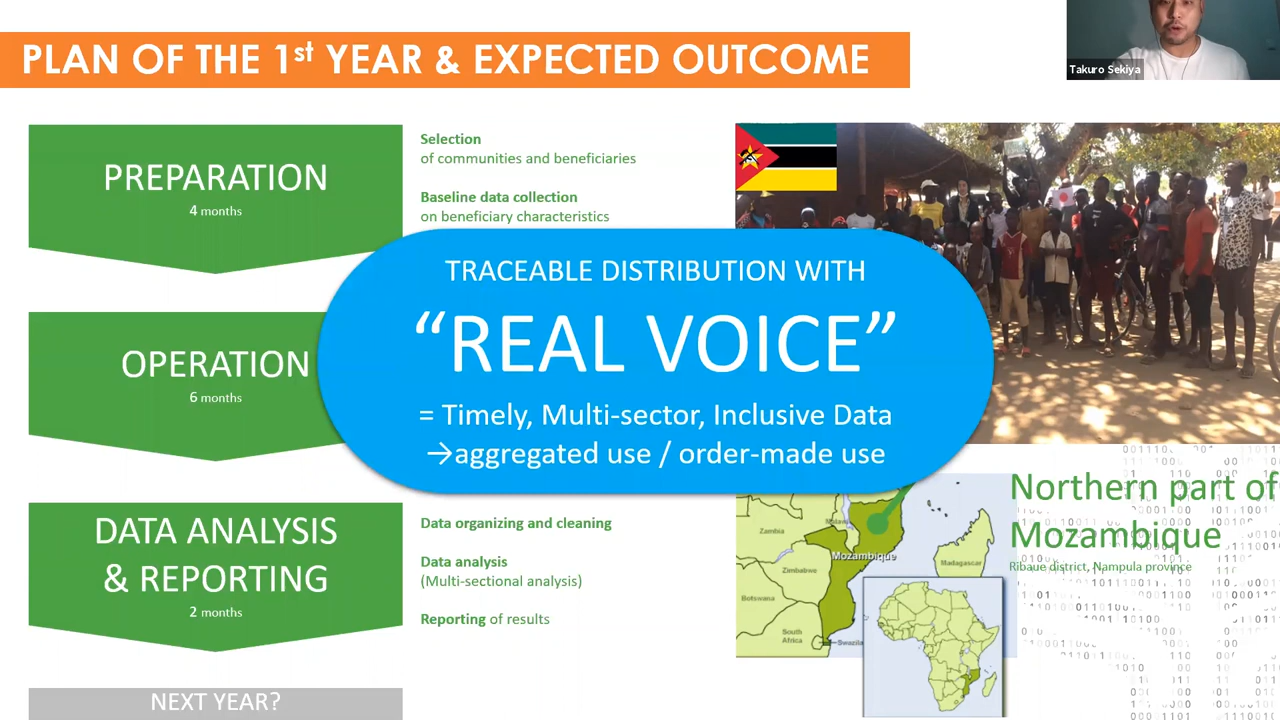 PLAN OF THE 1st YEAR & EXPECTED OUTCOME
Takuro Sekiya
PREPARATION
4 months
Selection
of communities and beneficiaries
Baseline data collection
on beneficiary characteristics
TRACEABLE DISTRIBUTION WITH
“REAL VOICE”
= Timely, Multi-sector, Inclusive Data
→aggregated use / order-made use
OPERATION
6 months
DATA ANALYSIS
& REPORTING
2 months
Data organizing and cleaning
Data analysis
(Multi-sectional analysis)
Reporting of results
NEXT YEAR?
Zambia
Mozambique
Zimbabwe
Madagascar
Botswana
South
Africa
Northern part of
Mozambique
Ribaue district, Nampula province